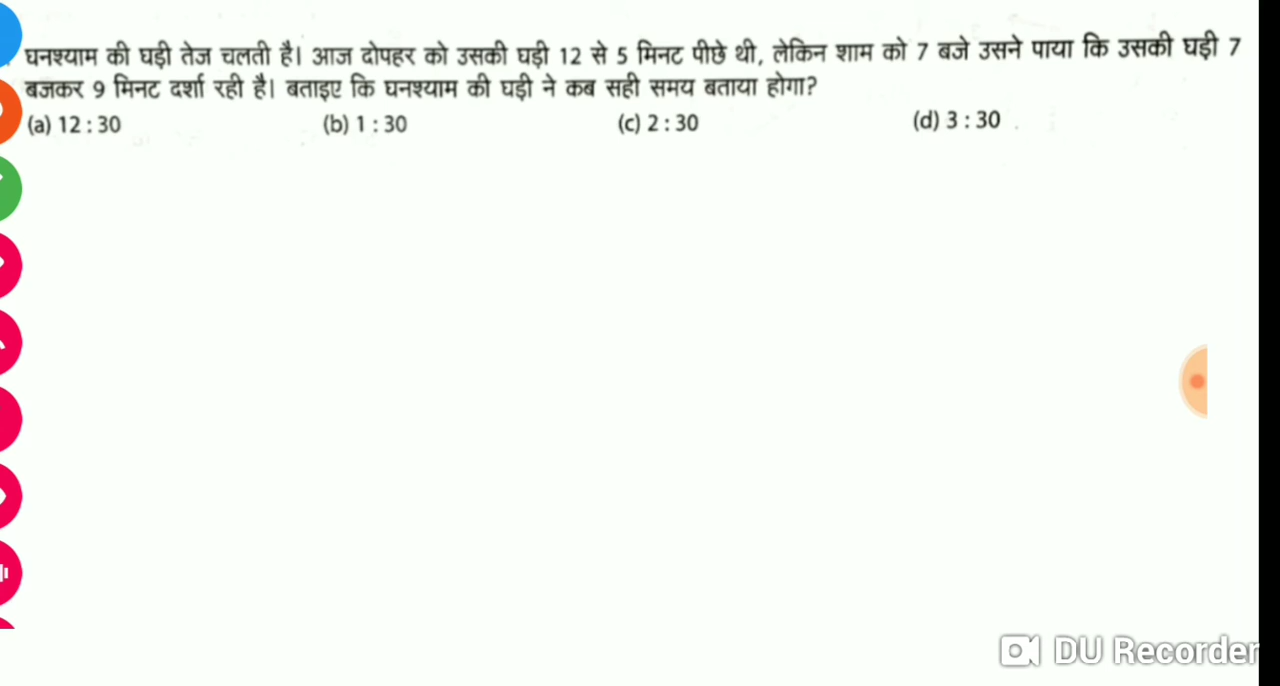 घनश्याम की घड़ी तेज चलती है। आज दोपहर को उसकी घड़ी 12 से 5 मिनट पीछे थी, लेकिन शाम को 7 बजे उसने पाया कि उसकी घड़ी 7
बजकर 9 मिनट दर्शा रही है। बताइए कि घनश्याम की घड़ी ने कब सही समय बताया होगा?
(a) 12 : 30 (b) 1 : 30 (c) 2 : 30 (d) 3 : 30
DU Recorder